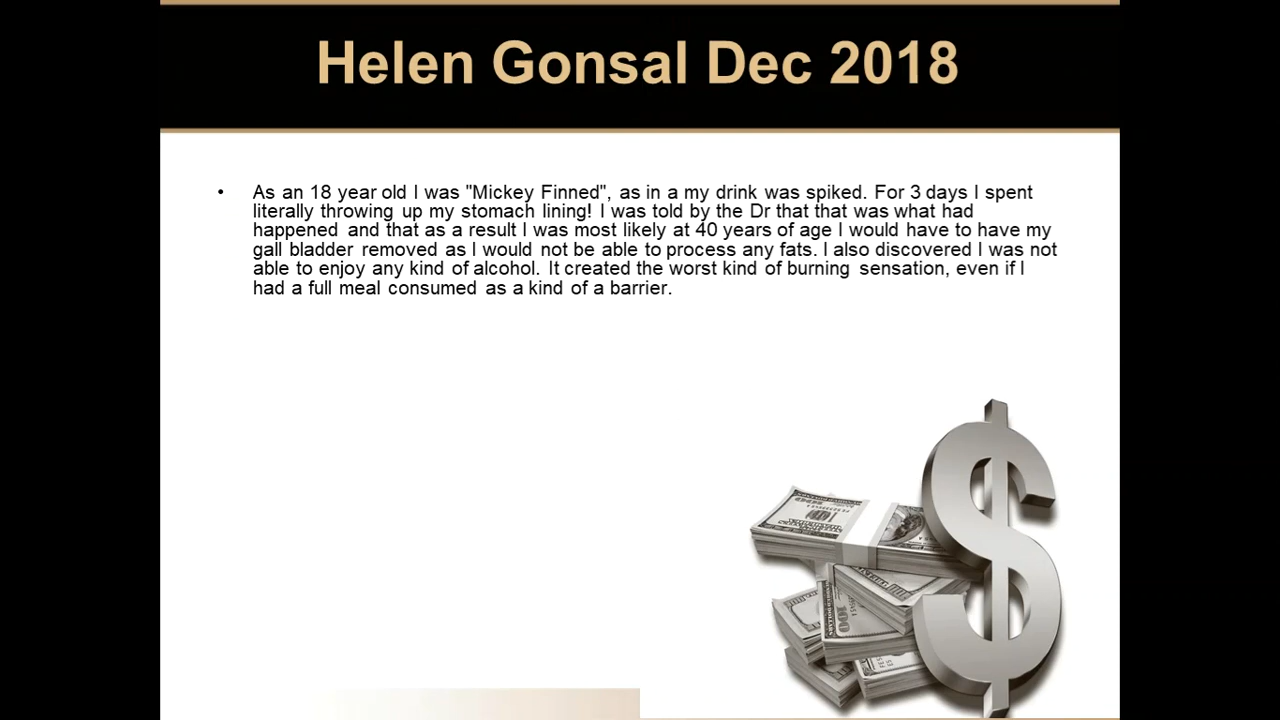 Helen Gonsal Dec 2018
• As an 18 year old I was "Mickey Finned", as in a my drink was spiked. For 3 days I spent
literally throwing up my stomach lining! I was told by the Dr that that was what had
happened and that as a result I was most likely at 40 years of age I would have to have my
gall bladder removed as I would not be able to process any fats. I also discovered I was not
able to enjoy any kind of alcohol. It created the worst kind of burning sensation, even if I
had a full meal consumed as a kind of a barrier.